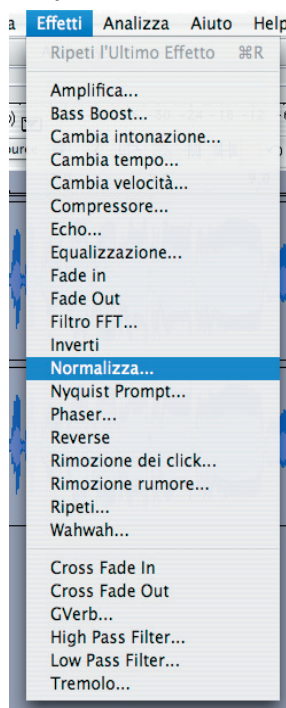 Effetti Analizza Aiuto Help
Ripeti l'Ultimo Effetto ⌘R
Amplifica...
Bass Boost...
Cambia intonazione...
Cambia tempo...
Cambia velocità...
Compressore...
Echo...
Equalizzazione...
Fade in
Fade Out
Filtro FFT...
Inverti
Normalizza...
Nyquist Prompt...
Phaser...
Reverse
Rimozione dei click...
Rimozione rumore...
Ripeti...
Wahwah...
Cross Fade In
Cross Fade Out
GVerb...
High Pass Filter...
Low Pass Filter...
Tremolo...